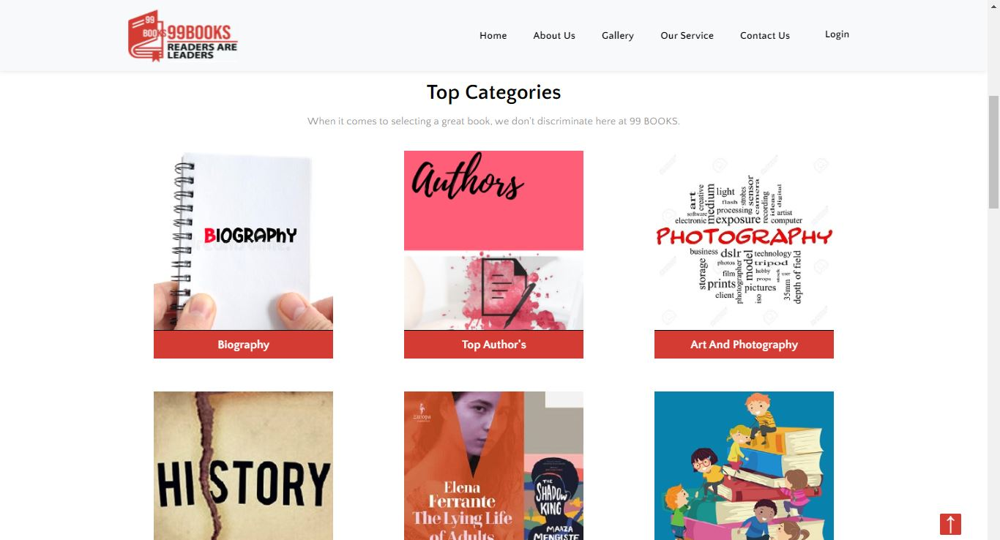 99
BOOKS
99BOOKS
READERS ARE
LEADERS
Home
About Us
Gallery
Our Service
Contact Us
Login
Top Categories
When it comes to selecting a great book, we don't discriminate here at 99 BOOKS.
BIOGRAPHY
Biography
Authors
Top Author's
art
creative
medium
light
flash
strobes
sensor
camera
recording
ideas
digital
software
processing
artist
electronic
exposure
computer
PHOTOGRAPHY
business
dslr
technology
storage
photos
photographer
model
tripod
film
hobby
stock
user
35mm
depth of field
prints
props
pictures
client
iso
Art And Photography
HISTORY
Europa
Elena
Ferrante
The Lying Life
of Adults
THE
SHADOW
KING
MAAZA
MENGISTE